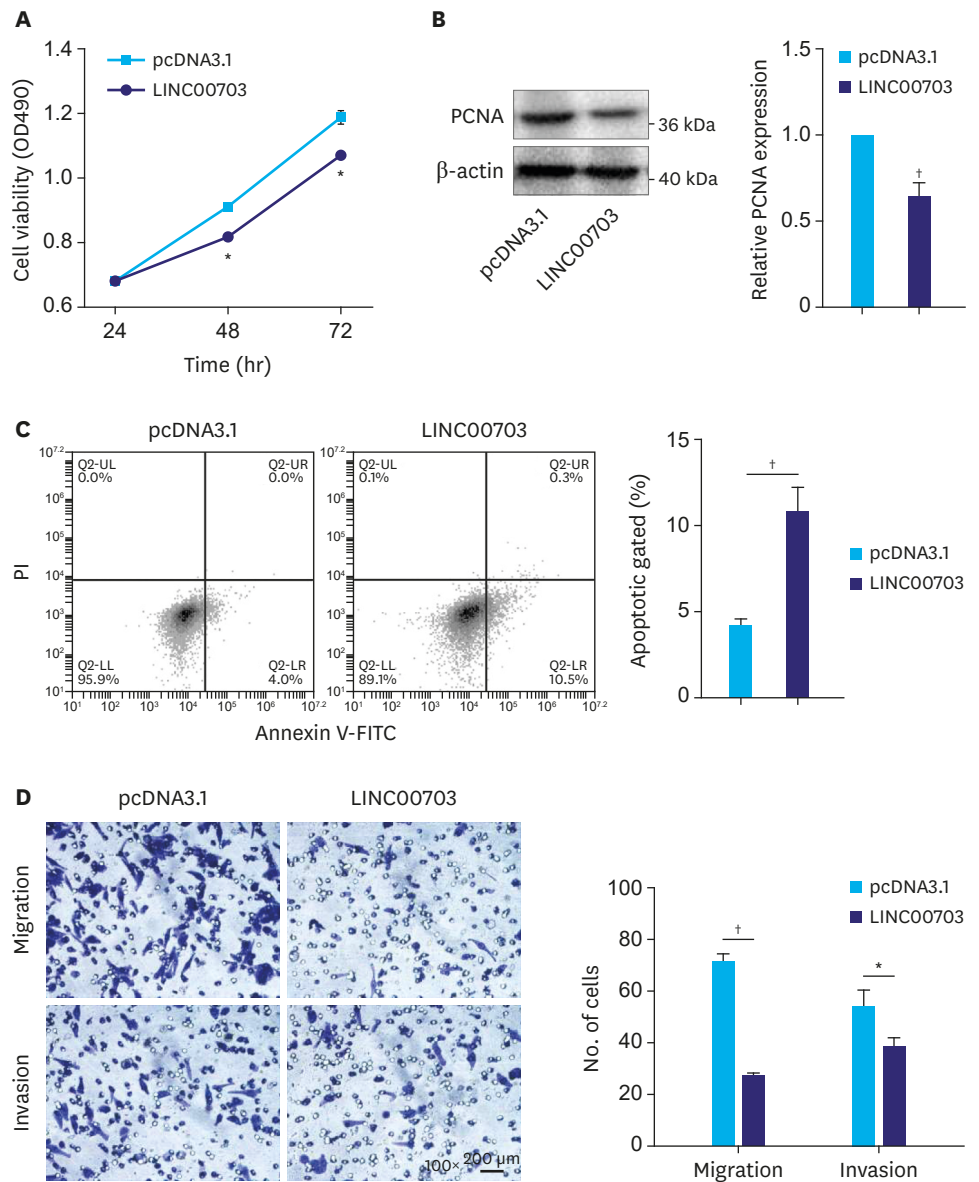 A
Cell viability (OD490)
1.4
1.2
1.0
0.8
0.6
pcDNA3.1
LINC00703
*
*
24 48 72
Time (hr)
B
PCNA
36 kDa
β-actin
40 kDa
pcDNA3.1
LINC00703
Relative PCNA expression
1.5
1.0
0.5
0
pcDNA3.1
LINC00703
†
C
pcDNA3.1
PI
10^7.2
10^6
10^5
10^4
10^3
10^2
10^1
Q2-UL
0.0%
Q2-UR
0.0%
Q2-LL
95.9%
Q2-LR
4.0%
10^1 10^2 10^3 10^4 10^5 10^6 10^7.2
LINC00703
10^7.2
10^6
10^5
10^4
10^3
10^2
10^1
Q2-UL
0.1%
Q2-UR
0.3%
Q2-LL
89.1%
Q2-LR
10.5%
10^1 10^2 10^3 10^4 10^5 10^6 10^7.2
Annexin V-FITC
Apoptotic gated (%)
15
10
5
0
†
pcDNA3.1
LINC00703
D
pcDNA3.1 LINC00703
Migration
Invasion
100× 200 µm
No. of cells
100
80
60
40
20
0
pcDNA3.1
LINC00703
†
*
Migration Invasion